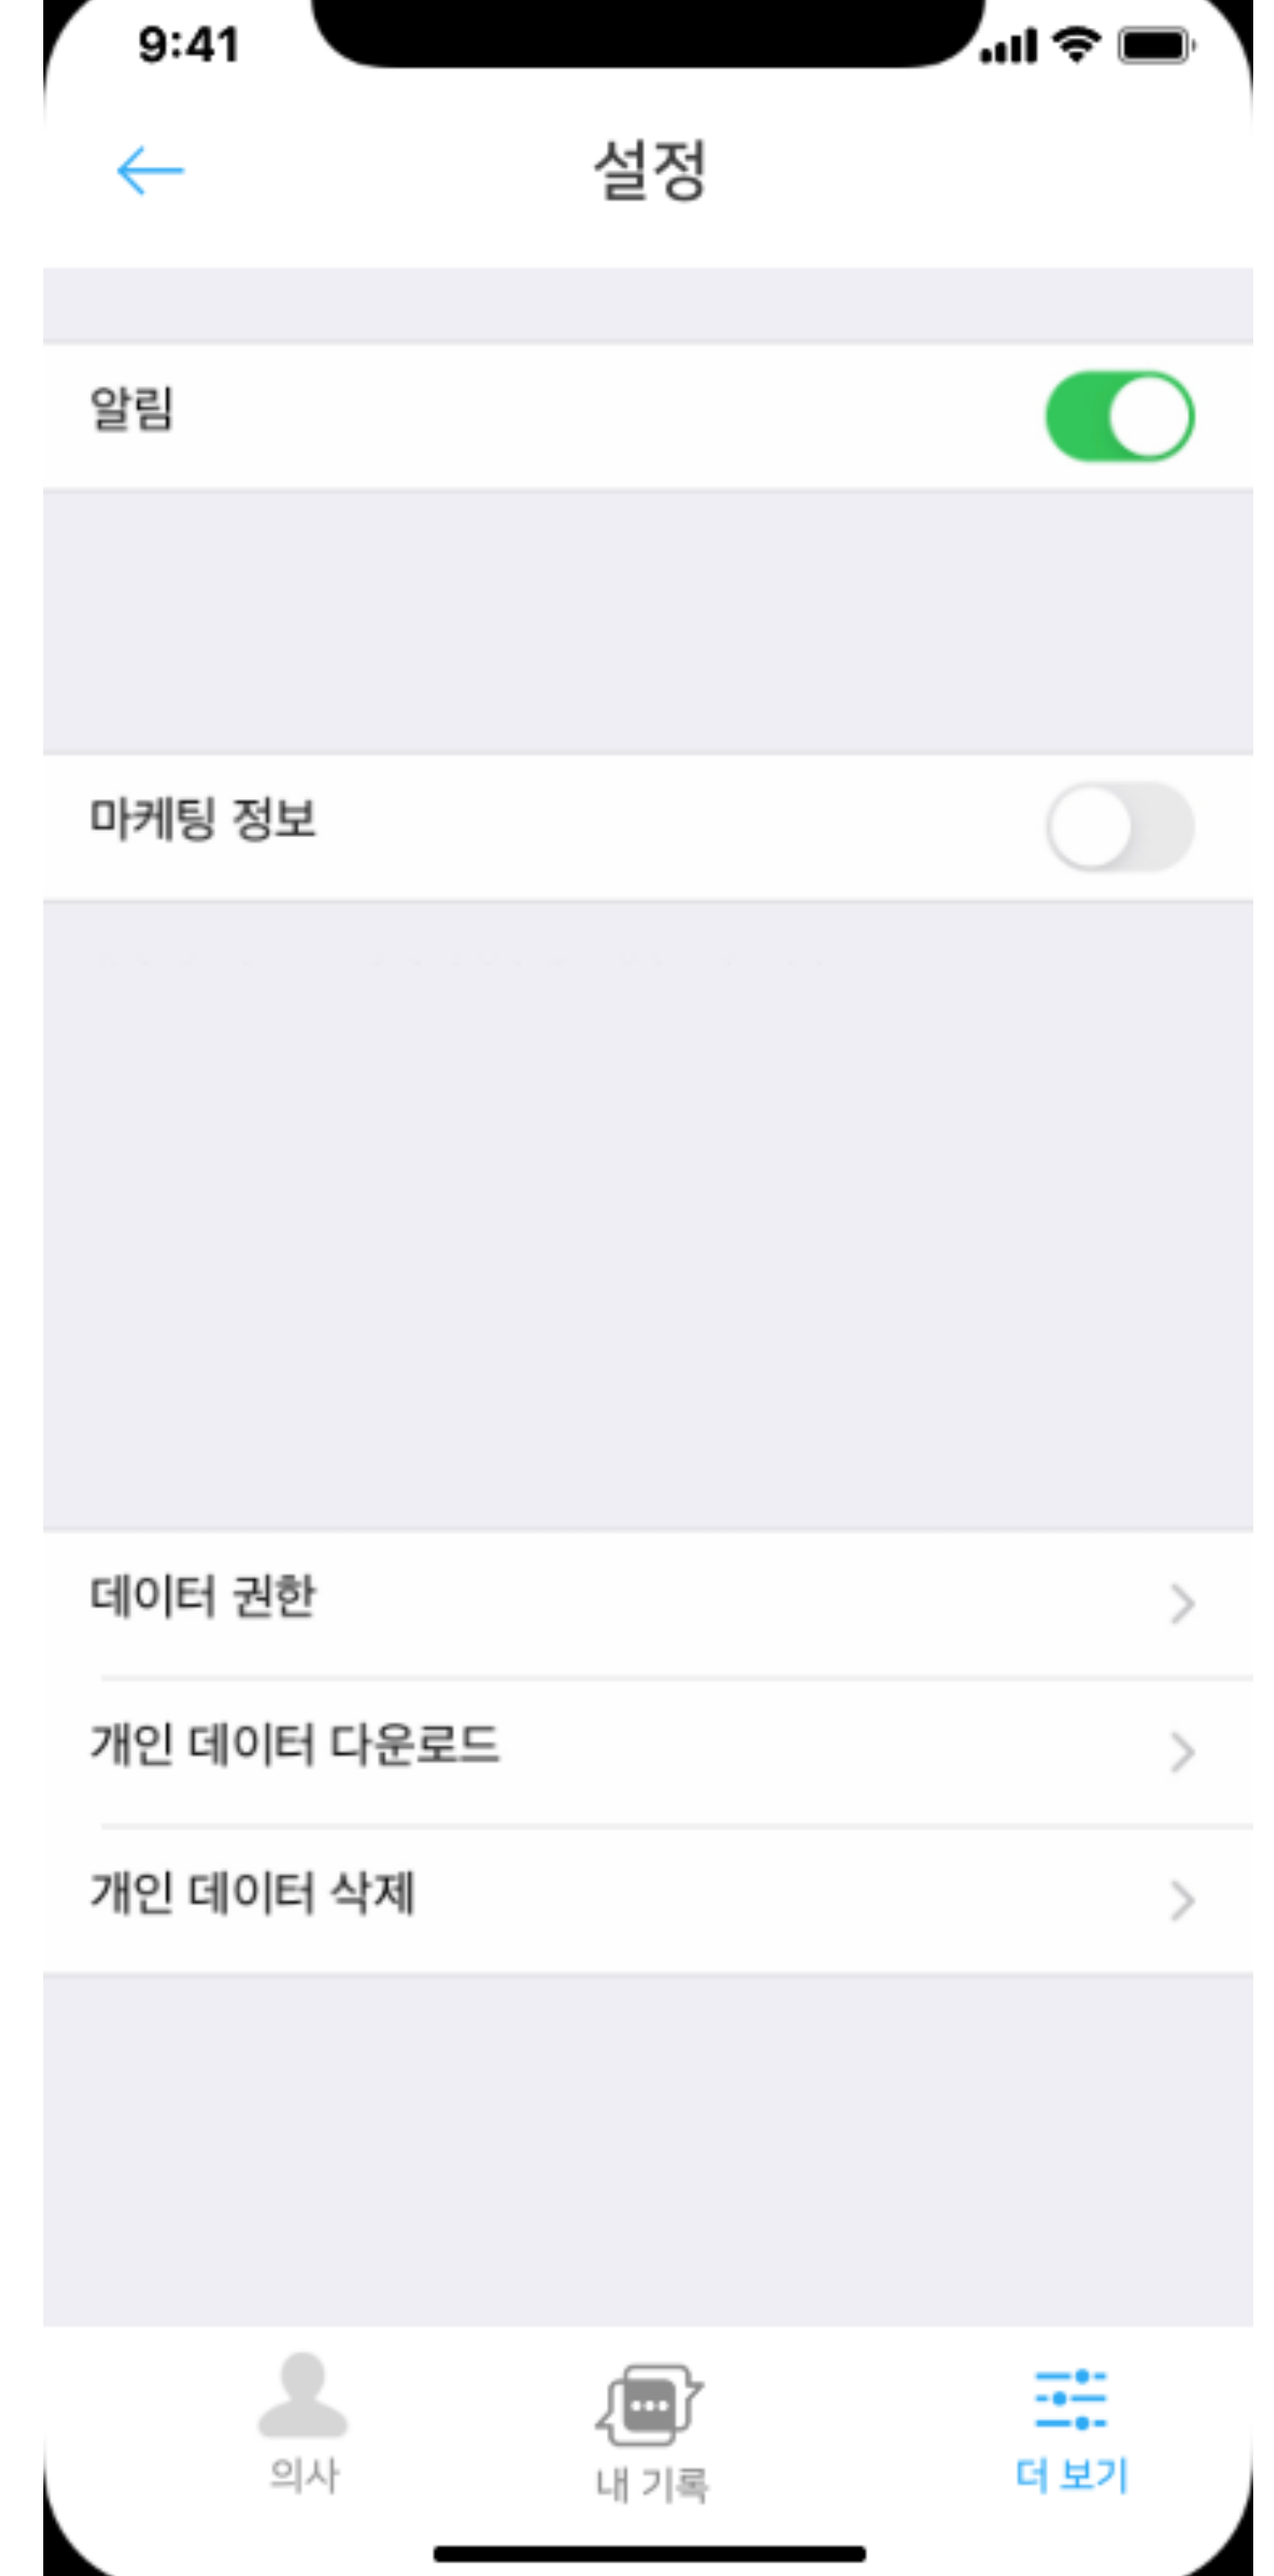 9:41
설정
알림
마케팅 정보
데이터 권한
개인 데이터 다운로드
개인 데이터 삭제
의사
내 기록
더 보기